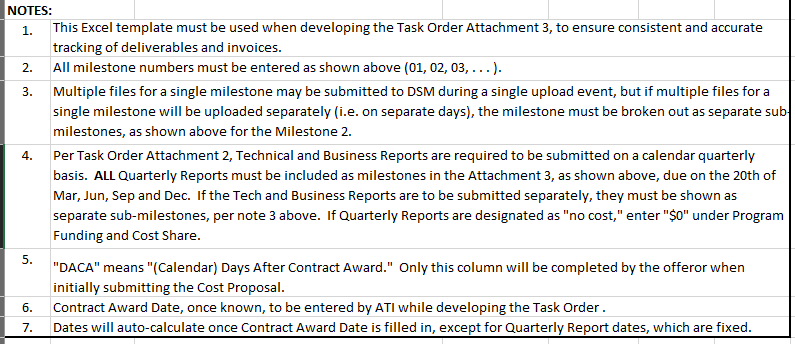 NOTES:
1. This Excel template must be used when developing the Task Order Attachment 3, to ensure consistent and accurate
tracking of deliverables and invoices.
2. All milestone numbers must be entered as shown above (01, 02, 03, . . . ).
3. Multiple files for a single milestone may be submitted to DSM during a single upload event, but if multiple files for a
single milestone will be uploaded separately (i.e. on separate days), the milestone must be broken out as separate sub-
milestones, as shown above for the Milestone 2.
4. Per Task Order Attachment 2, Technical and Business Reports are required to be submitted on a calendar quarterly
basis.  ALL Quarterly Reports must be included as milestones in the Attachment 3, as shown above, due on the 20th of
Mar, Jun, Sep and Dec.  If the Tech and Business Reports are to be submitted separately, they must be shown as
separate sub-milestones, per note 3 above.  If Quarterly Reports are designated as "no cost," enter "$0" under Program
Funding and Cost Share.
5. "DACA" means "(Calendar) Days After Contract Award."  Only this column will be completed by the offeror when
initially submitting the Cost Proposal.
6. Contract Award Date, once known, to be entered by ATI while developing the Task Order .
7. Dates will auto-calculate once Contract Award Date is filled in, except for Quarterly Report dates, which are fixed.